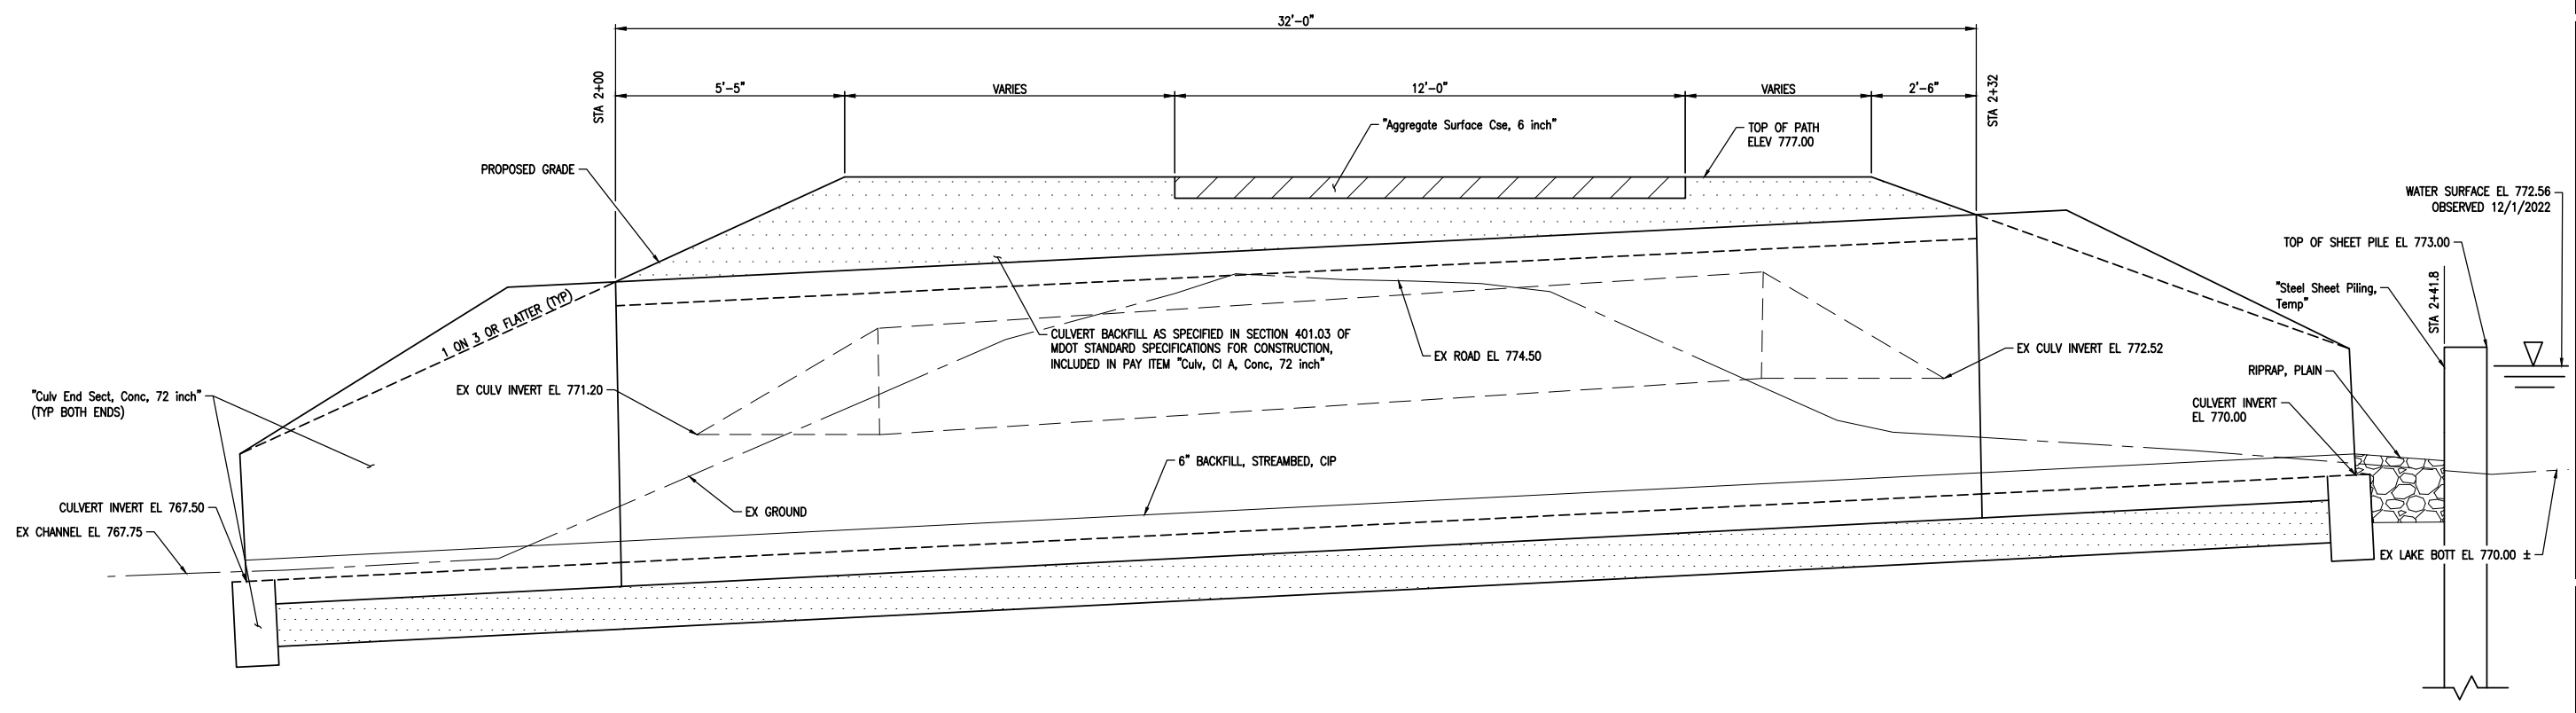 32'-0"
STA 2+00
5'-5"
VARIES
12'-0"
VARIES
2'-6"
STA 2+32
"Aggregate Surface Cse, 6 inch"
TOP OF PATH
ELEV 777.00
PROPOSED GRADE
WATER SURFACE EL 772.56
OBSERVED 12/1/2022
TOP OF SHEET PILE EL 773.00
"Steel Sheet Piling,
Temp"
STA 2+41.8
1 ON 3 OR FLATTER (TYP)
CULVERT BACKFILL AS SPECIFIED IN SECTION 401.03 OF
MDOT STANDARD SPECIFICATIONS FOR CONSTRUCTION,
INCLUDED IN PAY ITEM "Culv, Cl A, Conc, 72 inch"
EX ROAD EL 774.50
EX CULV INVERT EL 772.52
RIPRAP, PLAIN
EX CULV INVERT EL 771.20
"Culv End Sect, Conc, 72 inch"
(TYP BOTH ENDS)
CULVERT INVERT
EL 770.00
6" BACKFILL, STREAMBED, CIP
CULVERT INVERT EL 767.50
EX GROUND
EX CHANNEL EL 767.75
EX LAKE BOTT EL 770.00 ±